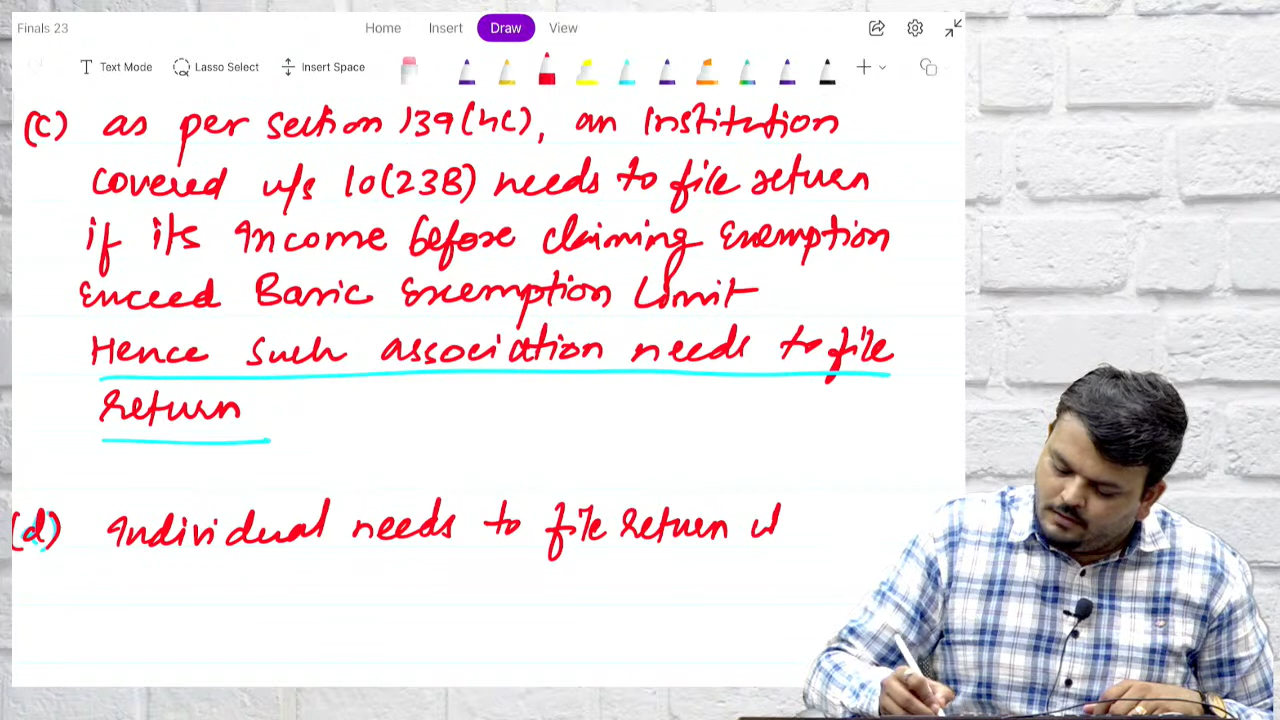 Finals 23
Home Insert Draw View
Text Mode Lasso Select Insert Space
(c) as per section 139(4C), an Institution
covered u/s 10(23B) needs to file return
if its Income before claiming Exemption
Exceed Basic Exemption Limit
Hence such association needs to file
return
(d) Individual needs to file return